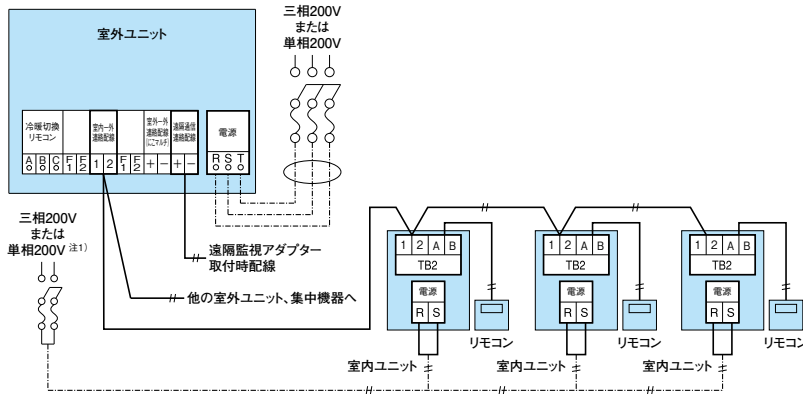 室外ユニット
三相200V
または
単相200V
冷暖切換
リモコン
室内ー外
連絡配線
室外ー外
連絡配線
(にこマルチ)
遠隔通信
連絡配線
電源
A B C F1 F2 1 2 F1 F2 + − + −
R S T
三相200V
または
単相200V 注1)
遠隔監視アダプター
取付時配線
他の室外ユニット、集中機器へ
1 2 A B
TB2
電源
R S
リモコン
室内ユニット
1 2 A B
TB2
電源
R S
リモコン
室内ユニット
1 2 A B
TB2
電源
R S
リモコン
室内ユニット